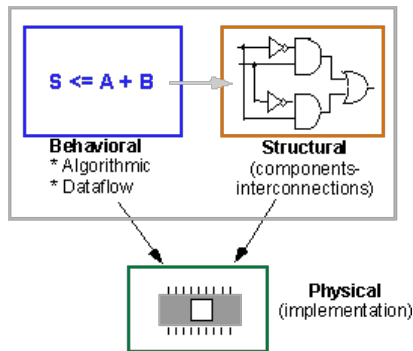 S <= A + B
Behavioral
* Algorithmic
* Dataflow
Structural
(components-
interconnections)
Physical
(implementation)